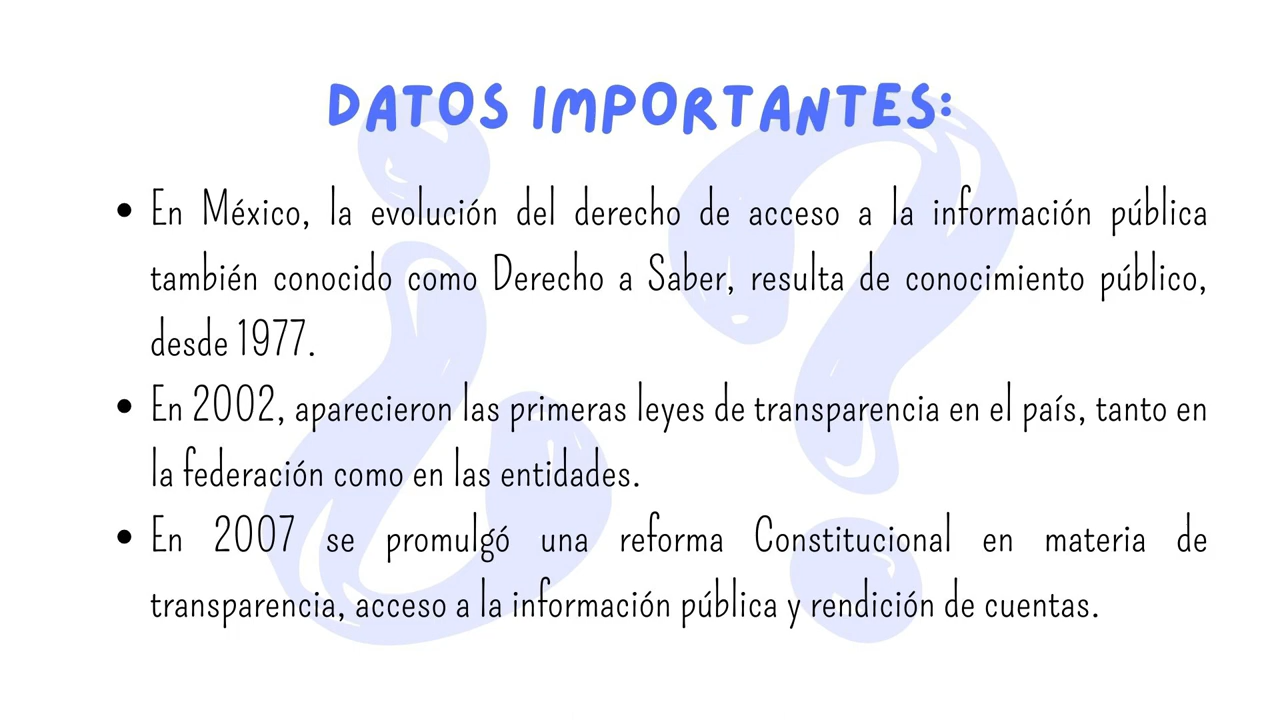 DATOS IMPORTANTES:
• En México, la evolución del derecho de acceso a la información pública
también conocido como Derecho a Saber, resulta de conocimiento público,
desde 1977.
• En 2002, aparecieron las primeras leyes de transparencia en el país, tanto en
la federación como en las entidades.
• En 2007 se promulgó una reforma Constitucional en materia de
transparencia, acceso a la información pública y rendición de cuentas.